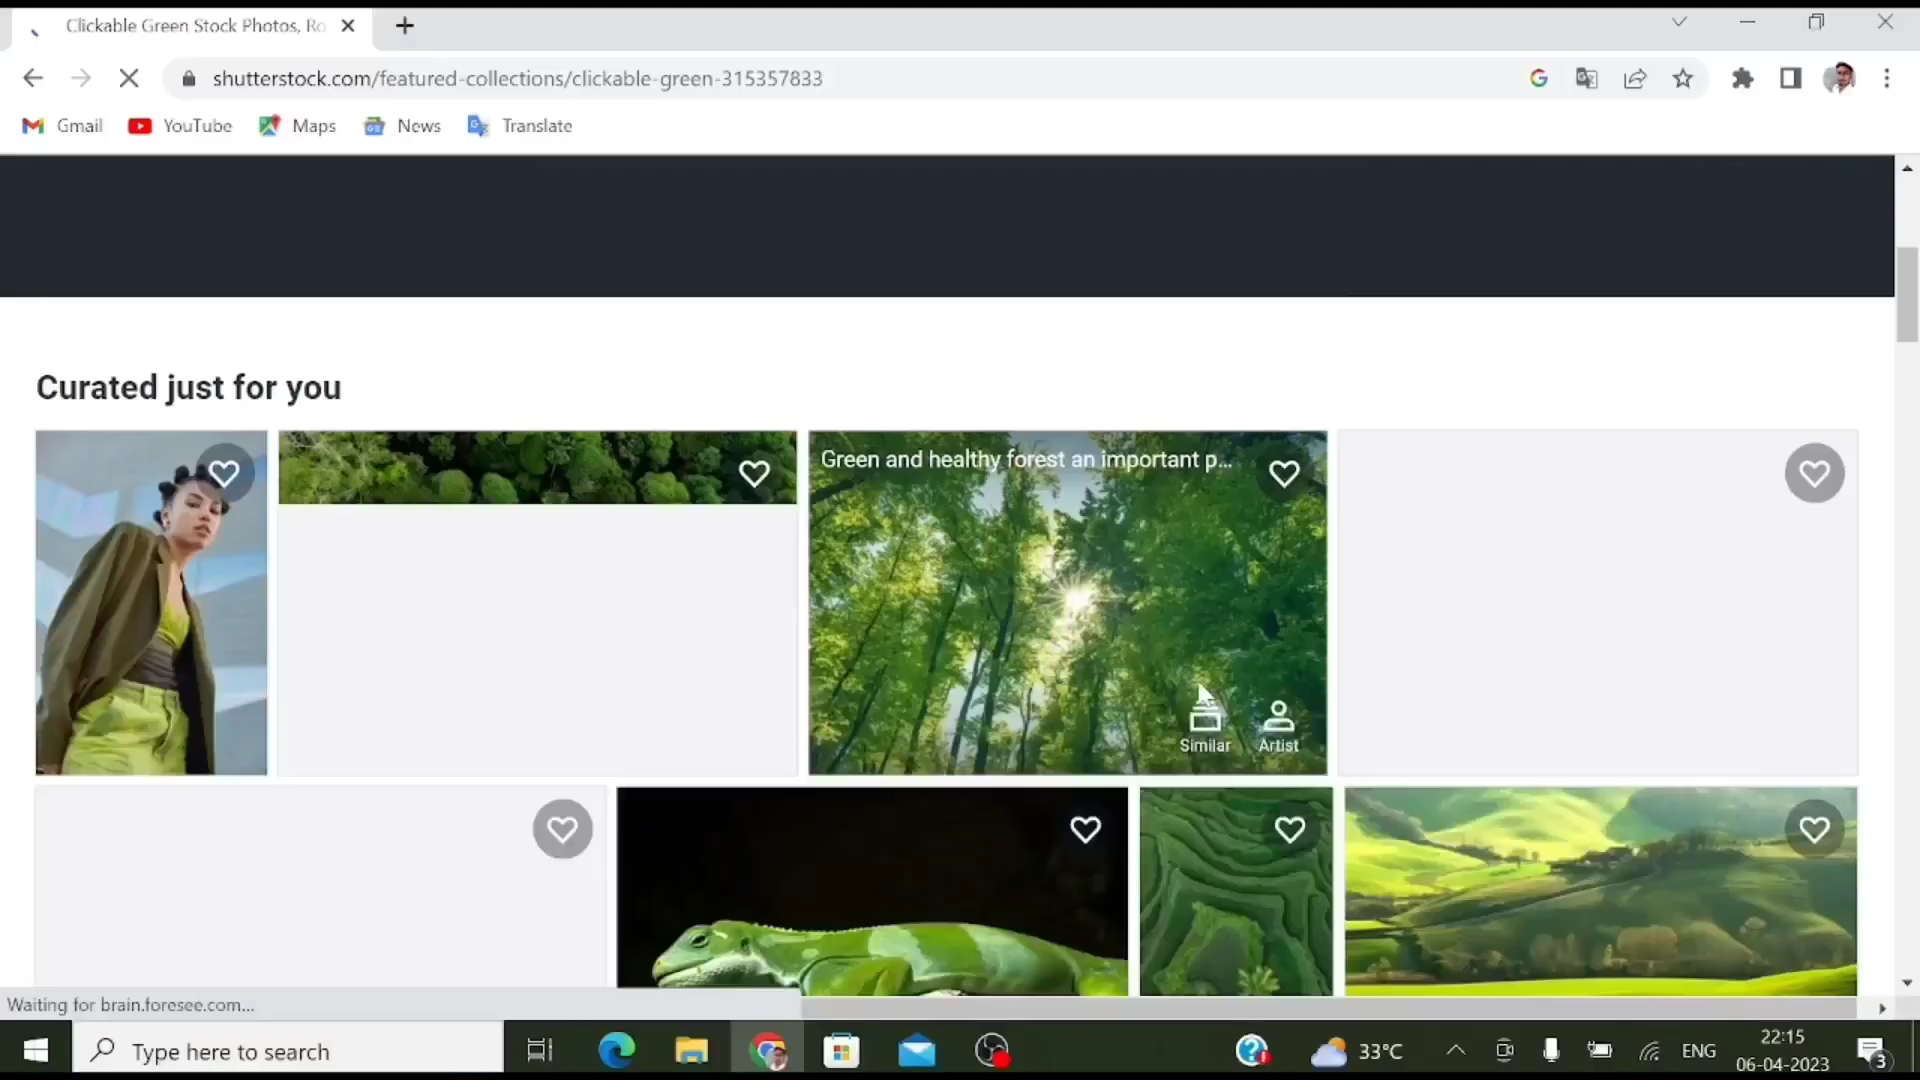 Clickable Green Stock Photos, Ro
shutterstock.com/featured-collections/clickable-green-315357833
Gmail
YouTube
Maps
News
Translate
Curated just for you
Green and healthy forest an important p...
Similar
Artist
Waiting for brain.foresee.com...
Type here to search
33°C
ENG
22:15
06-04-2023
3